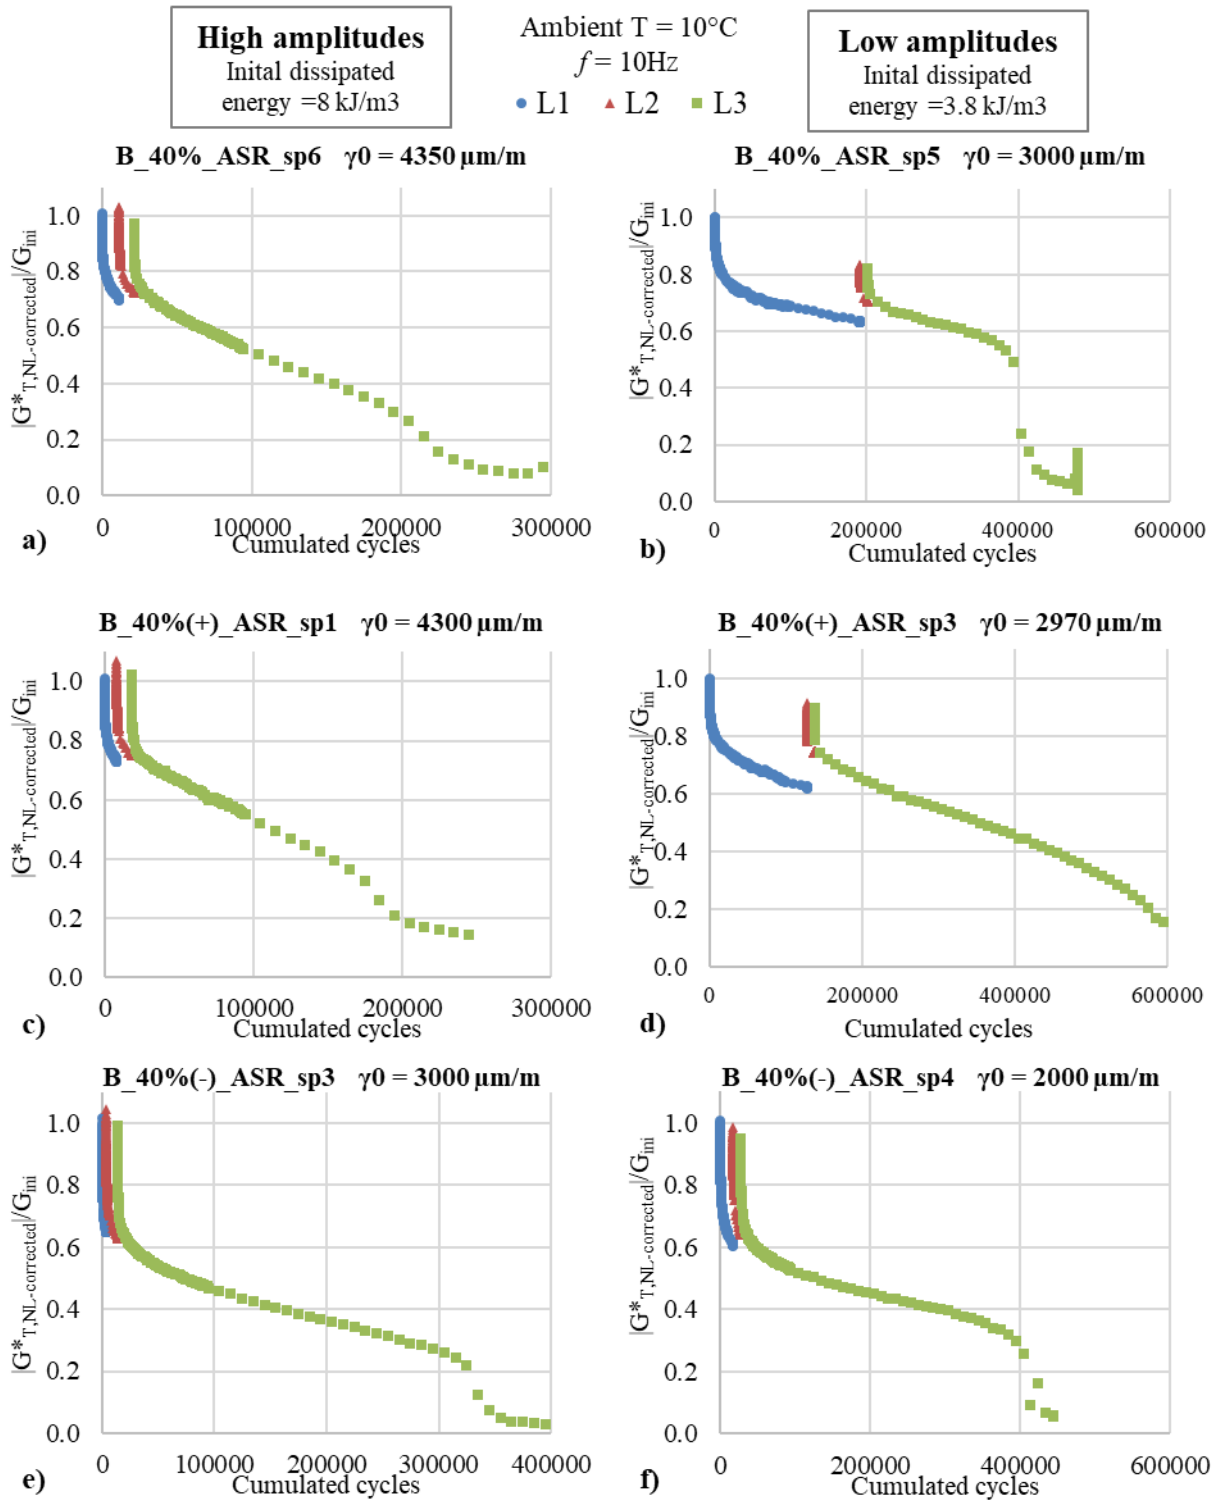 High amplitudes
Inital dissipated
energy =8 kJ/m3
Ambient T = 10°C
f = 10Hz
L1 L2 L3
Low amplitudes
Inital dissipated
energy =3.8 kJ/m3
B_40%_ASR_sp6 γ0 = 4350 µm/m
|G*T,NL-corrected|/Gini
1.0
0.8
0.6
0.4
0.2
0.0
0 100000 200000 300000
Cumulated cycles
a)
B_40%_ASR_sp5 γ0 = 3000 µm/m
|G*T,NL-corrected|/Gini
1.0
0.8
0.6
0.4
0.2
0.0
0 200000 400000 600000
Cumulated cycles
b)
B_40%(+)_ASR_sp1 γ0 = 4300 µm/m
|G*T,NL-corrected|/Gini
1.0
0.8
0.6
0.4
0.2
0.0
0 100000 200000 300000
Cumulated cycles
c)
B_40%(+)_ASR_sp3 γ0 = 2970 µm/m
|G*T,NL-corrected|/Gini
1.0
0.8
0.6
0.4
0.2
0.0
0 200000 400000 600000
Cumulated cycles
d)
B_40%(-)_ASR_sp3 γ0 = 3000 µm/m
|G*T,NL-corrected|/Gini
1.0
0.8
0.6
0.4
0.2
0.0
0 100000 200000 300000 400000
Cumulated cycles
e)
B_40%(-)_ASR_sp4 γ0 = 2000 µm/m
|G*T,NL-corrected|/Gini
1.0
0.8
0.6
0.4
0.2
0.0
0 200000 400000 600000
Cumulated cycles
f)